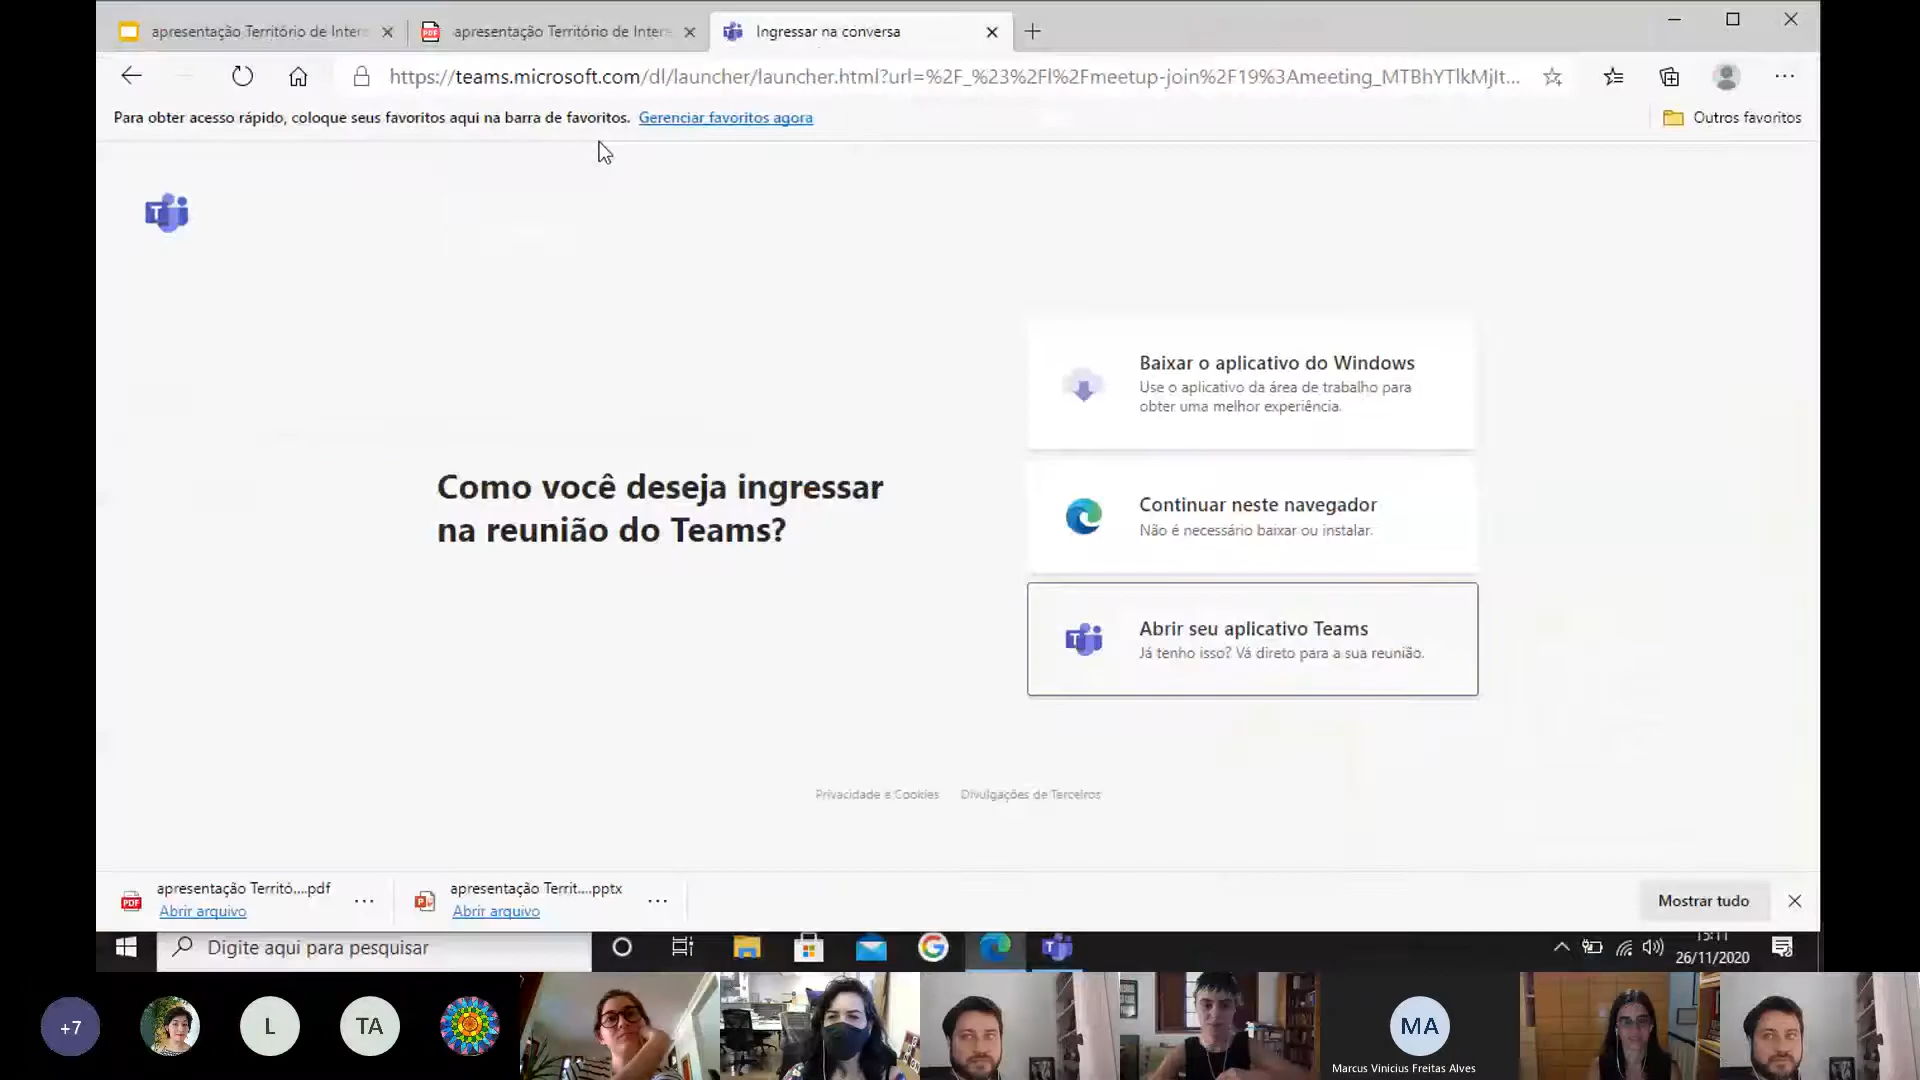 apresentação Território de Inter
apresentação Território de Inters
Ingressar na conversa
https://teams.microsoft.com/dl/launcher/launcher.html?url=%2F_%23%2Fl%2Fmeetup-join%2F19%3Ameeting_MTBhYTlkMjIt...
Para obter acesso rápido, coloque seus favoritos aqui na barra de favoritos. Gerenciar favoritos agora
Outros favoritos
T
Baixar o aplicativo do Windows
Use o aplicativo da área de trabalho para
obter uma melhor experiência.
Como você deseja ingressar
na reunião do Teams?
Continuar neste navegador
Não é necessário baixar ou instalar.
T
Abrir seu aplicativo Teams
Já tenho isso? Vá direto para a sua reunião.
Privacidade e Cookies
Divulgações de Terceiros
PDF
apresentação Territó....pdf
Abrir arquivo
apresentação Territ....pptx
Abrir arquivo
Mostrar tudo
Digite aqui para pesquisar
15:11
26/11/2020
+7
L
TA
MA
Marcus Vinicius Freitas Alves